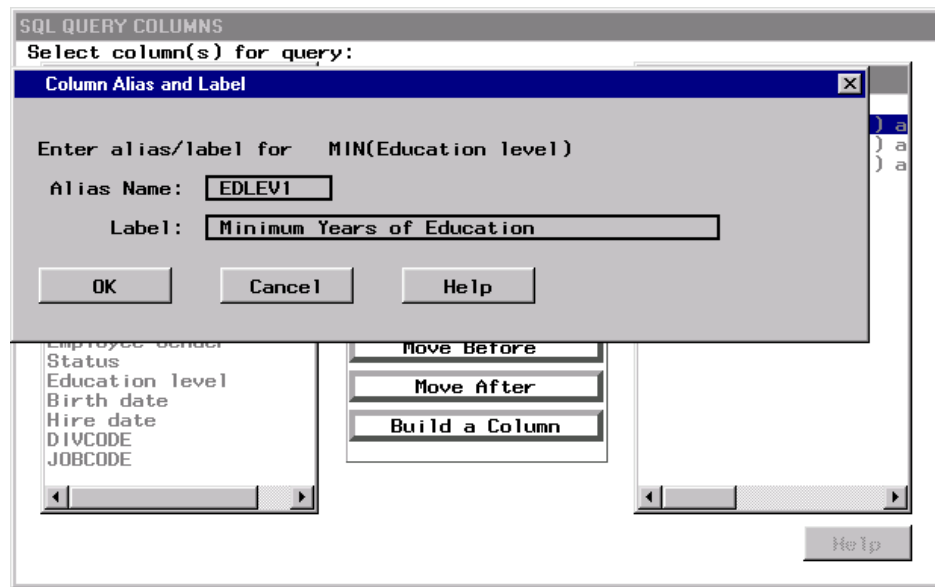 SQL QUERY COLUMNS
Select column(s) for query:
Column Alias and Label
Enter alias/label for MIN(Education level)
Alias Name: EDLEV1
Label: Minimum Years of Education
OK Cancel Help
) a
) a
) a
Employee Gender
Status
Education level
Birth date
Hire date
DIVCODE
JOBCODE
Move Before
Move After
Build a Column
Help